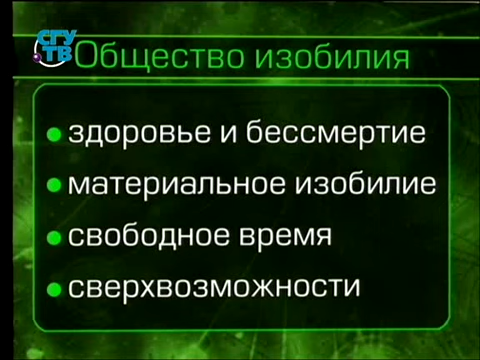 СГУ
ТВ
Общество изобилия
здоровье и бессмертие
материальное изобилие
свободное время
сверхвозможности